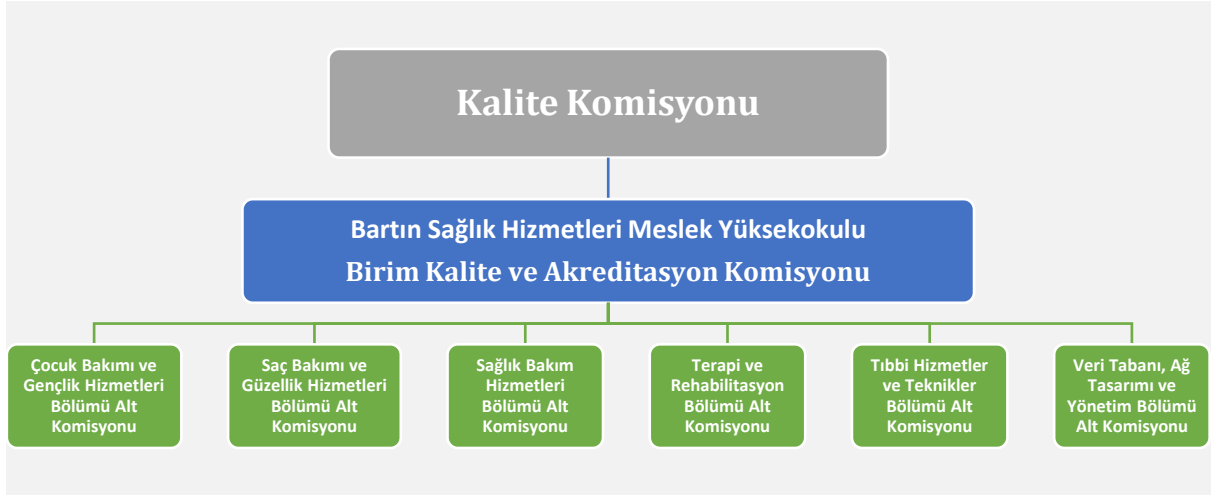 Kalite Komisyonu
Bartın Sağlık Hizmetleri Meslek Yüksekokulu
Birim Kalite ve Akreditasyon Komisyonu
Çocuk Bakımı ve
Gençlik Hizmetleri
Bölümü Alt
Komisyonu
Saç Bakımı ve
Güzellik Hizmetleri
Bölümü Alt
Komisyonu
Sağlık Bakım
Hizmetleri
Bölümü Alt
Komisyonu
Terapi ve
Rehabilitasyon
Bölümü Alt
Komisyonu
Tıbbi Hizmetler
ve Teknikler
Bölümü Alt
Komisyonu
Veri Tabanı, Ağ
Tasarımı ve
Yönetim Bölümü
Alt Komisyonu